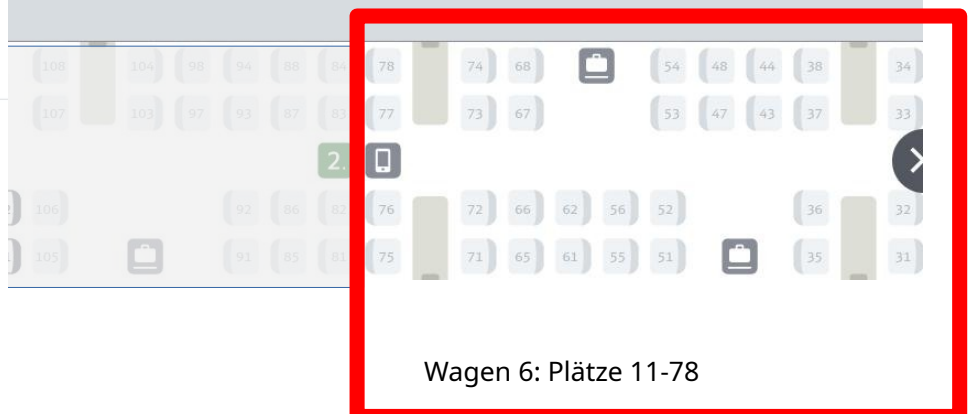 108 104 98 94 88 84 78 74 68 54 48 44 38 34
107 103 97 93 87 83 77 73 67 53 47 43 37 33
2.
106 92 86 82 76 72 66 62 56 52 36 32
105 91 85 81 75 71 65 61 55 51 35 31
Wagen 6: Plätze 11-78